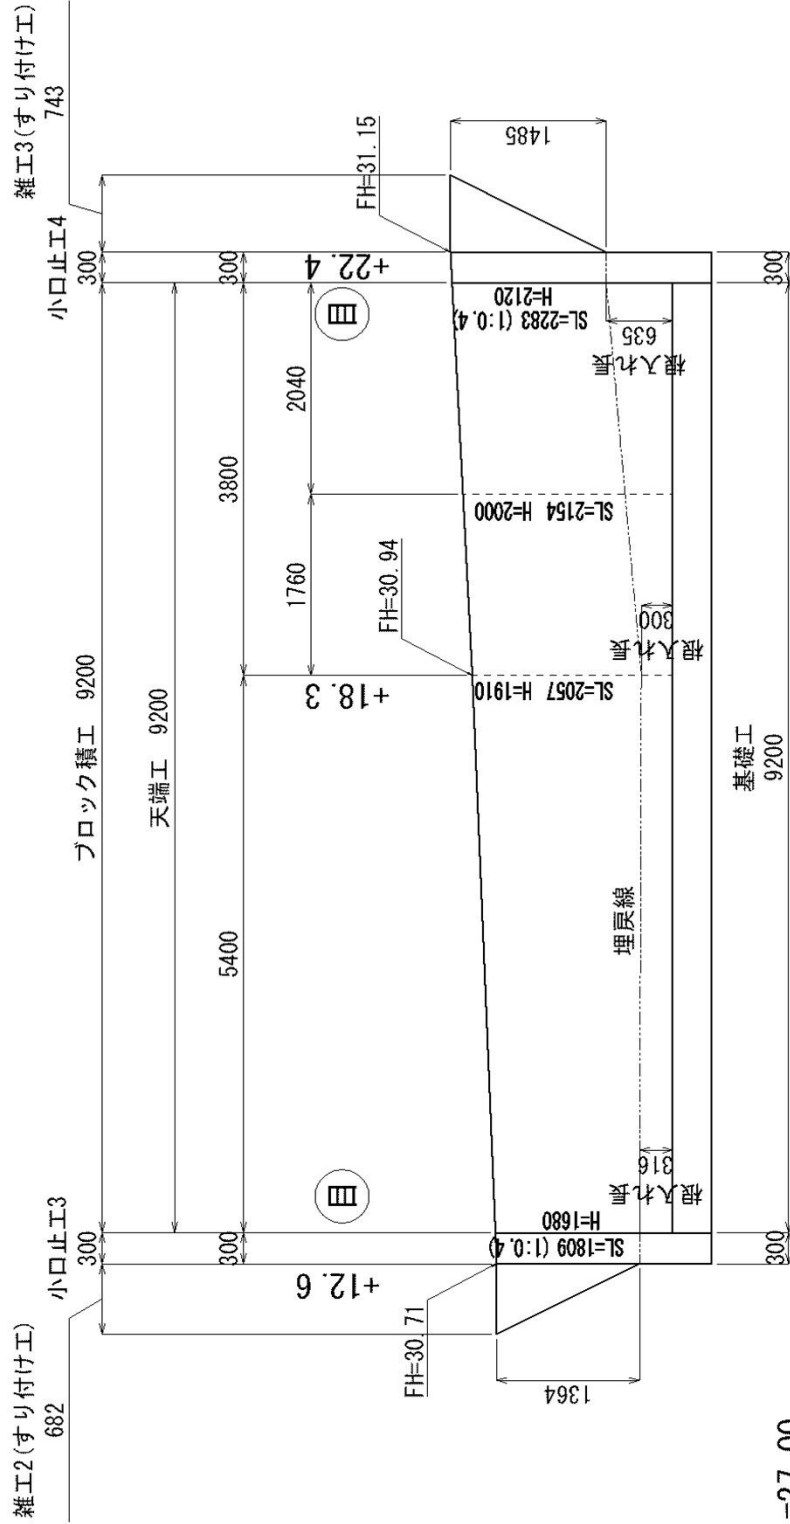 雑工2(すり付け工)
682
小口止工3
300
ブロック積工 9200
小口止工4
300
雑工3(すり付け工)
743
天端工 9200
300
5400
3800
300
1760
2040
Ⅲ
Ⅲ
+12.6
+18.3
+22.4
FH=30.71
FH=30.94
FH=31.15
1364
SL=1809 (1:0.4)
H=1680
SL=2057 H=1910
SL=2154 H=2000
SL=2283 (1:0.4)
H=2120
1485
埋戻線
根入れ長
316
根入れ長
300
根入れ長
635
基礎工
300
9200
300